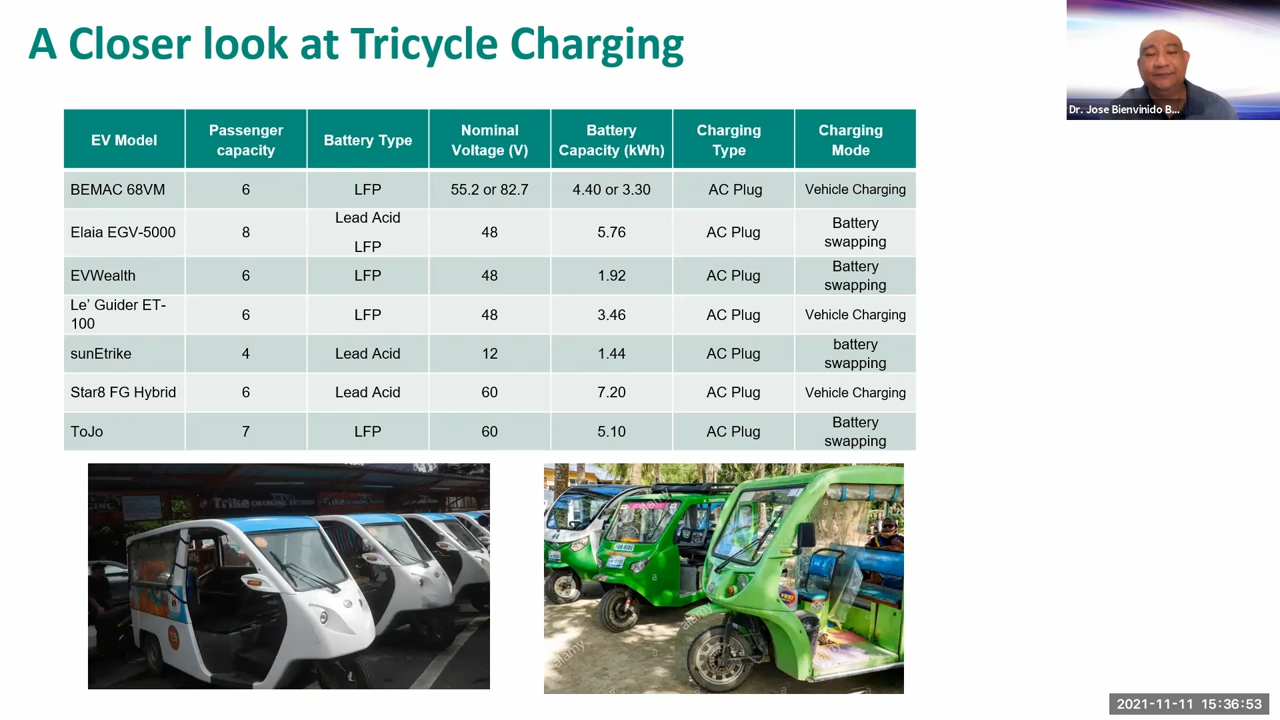 A Closer look at Tricycle Charging
Dr. Jose Bienvinido B...
EV Model
Passenger
capacity
Battery Type
Nominal
Voltage (V)
Battery
Capacity (kWh)
Charging
Type
Charging
Mode
BEMAC 68VM
6
LFP
55.2 or 82.7
4.40 or 3.30
AC Plug
Vehicle Charging
Elaia EGV-5000
8
Lead Acid
LFP
48
5.76
AC Plug
Battery
swapping
EVWealth
6
LFP
48
1.92
AC Plug
Battery
swapping
Le’ Guider ET-
100
6
LFP
48
3.46
AC Plug
Vehicle Charging
sunEtrike
4
Lead Acid
12
1.44
AC Plug
battery
swapping
Star8 FG Hybrid
6
Lead Acid
60
7.20
AC Plug
Vehicle Charging
ToJo
7
LFP
60
5.10
AC Plug
Battery
swapping
Trike
alamy
alamy
alamy
a
a
a
2021-11-11 15:36:53